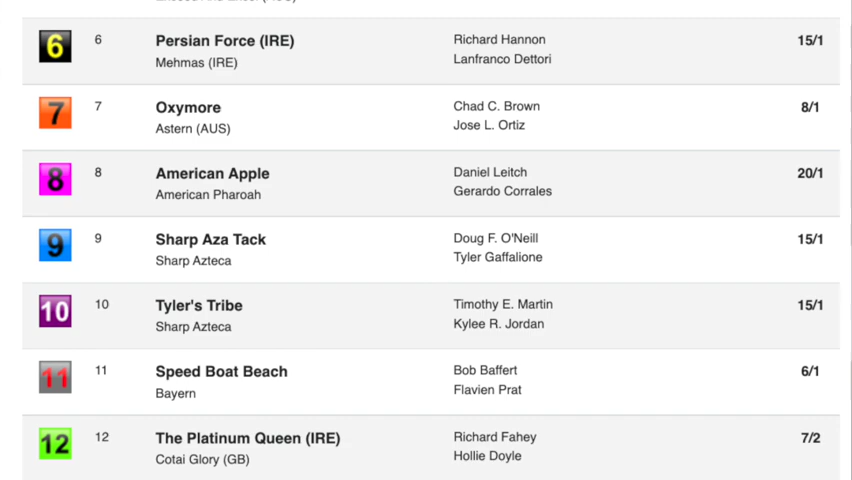 6 6 Persian Force (IRE) Richard Hannon 15/1
Mehmas (IRE) Lanfranco Dettori
7 7 Oxymore Chad C. Brown 8/1
Astern (AUS) Jose L. Ortiz
8 8 American Apple Daniel Leitch 20/1
American Pharoah Gerardo Corrales
9 9 Sharp Aza Tack Doug F. O'Neill 15/1
Sharp Azteca Tyler Gaffalione
10 10 Tyler's Tribe Timothy E. Martin 15/1
Sharp Azteca Kylee R. Jordan
11 11 Speed Boat Beach Bob Baffert 6/1
Bayern Flavien Prat
12 12 The Platinum Queen (IRE) Richard Fahey 7/2
Cotai Glory (GB) Hollie Doyle